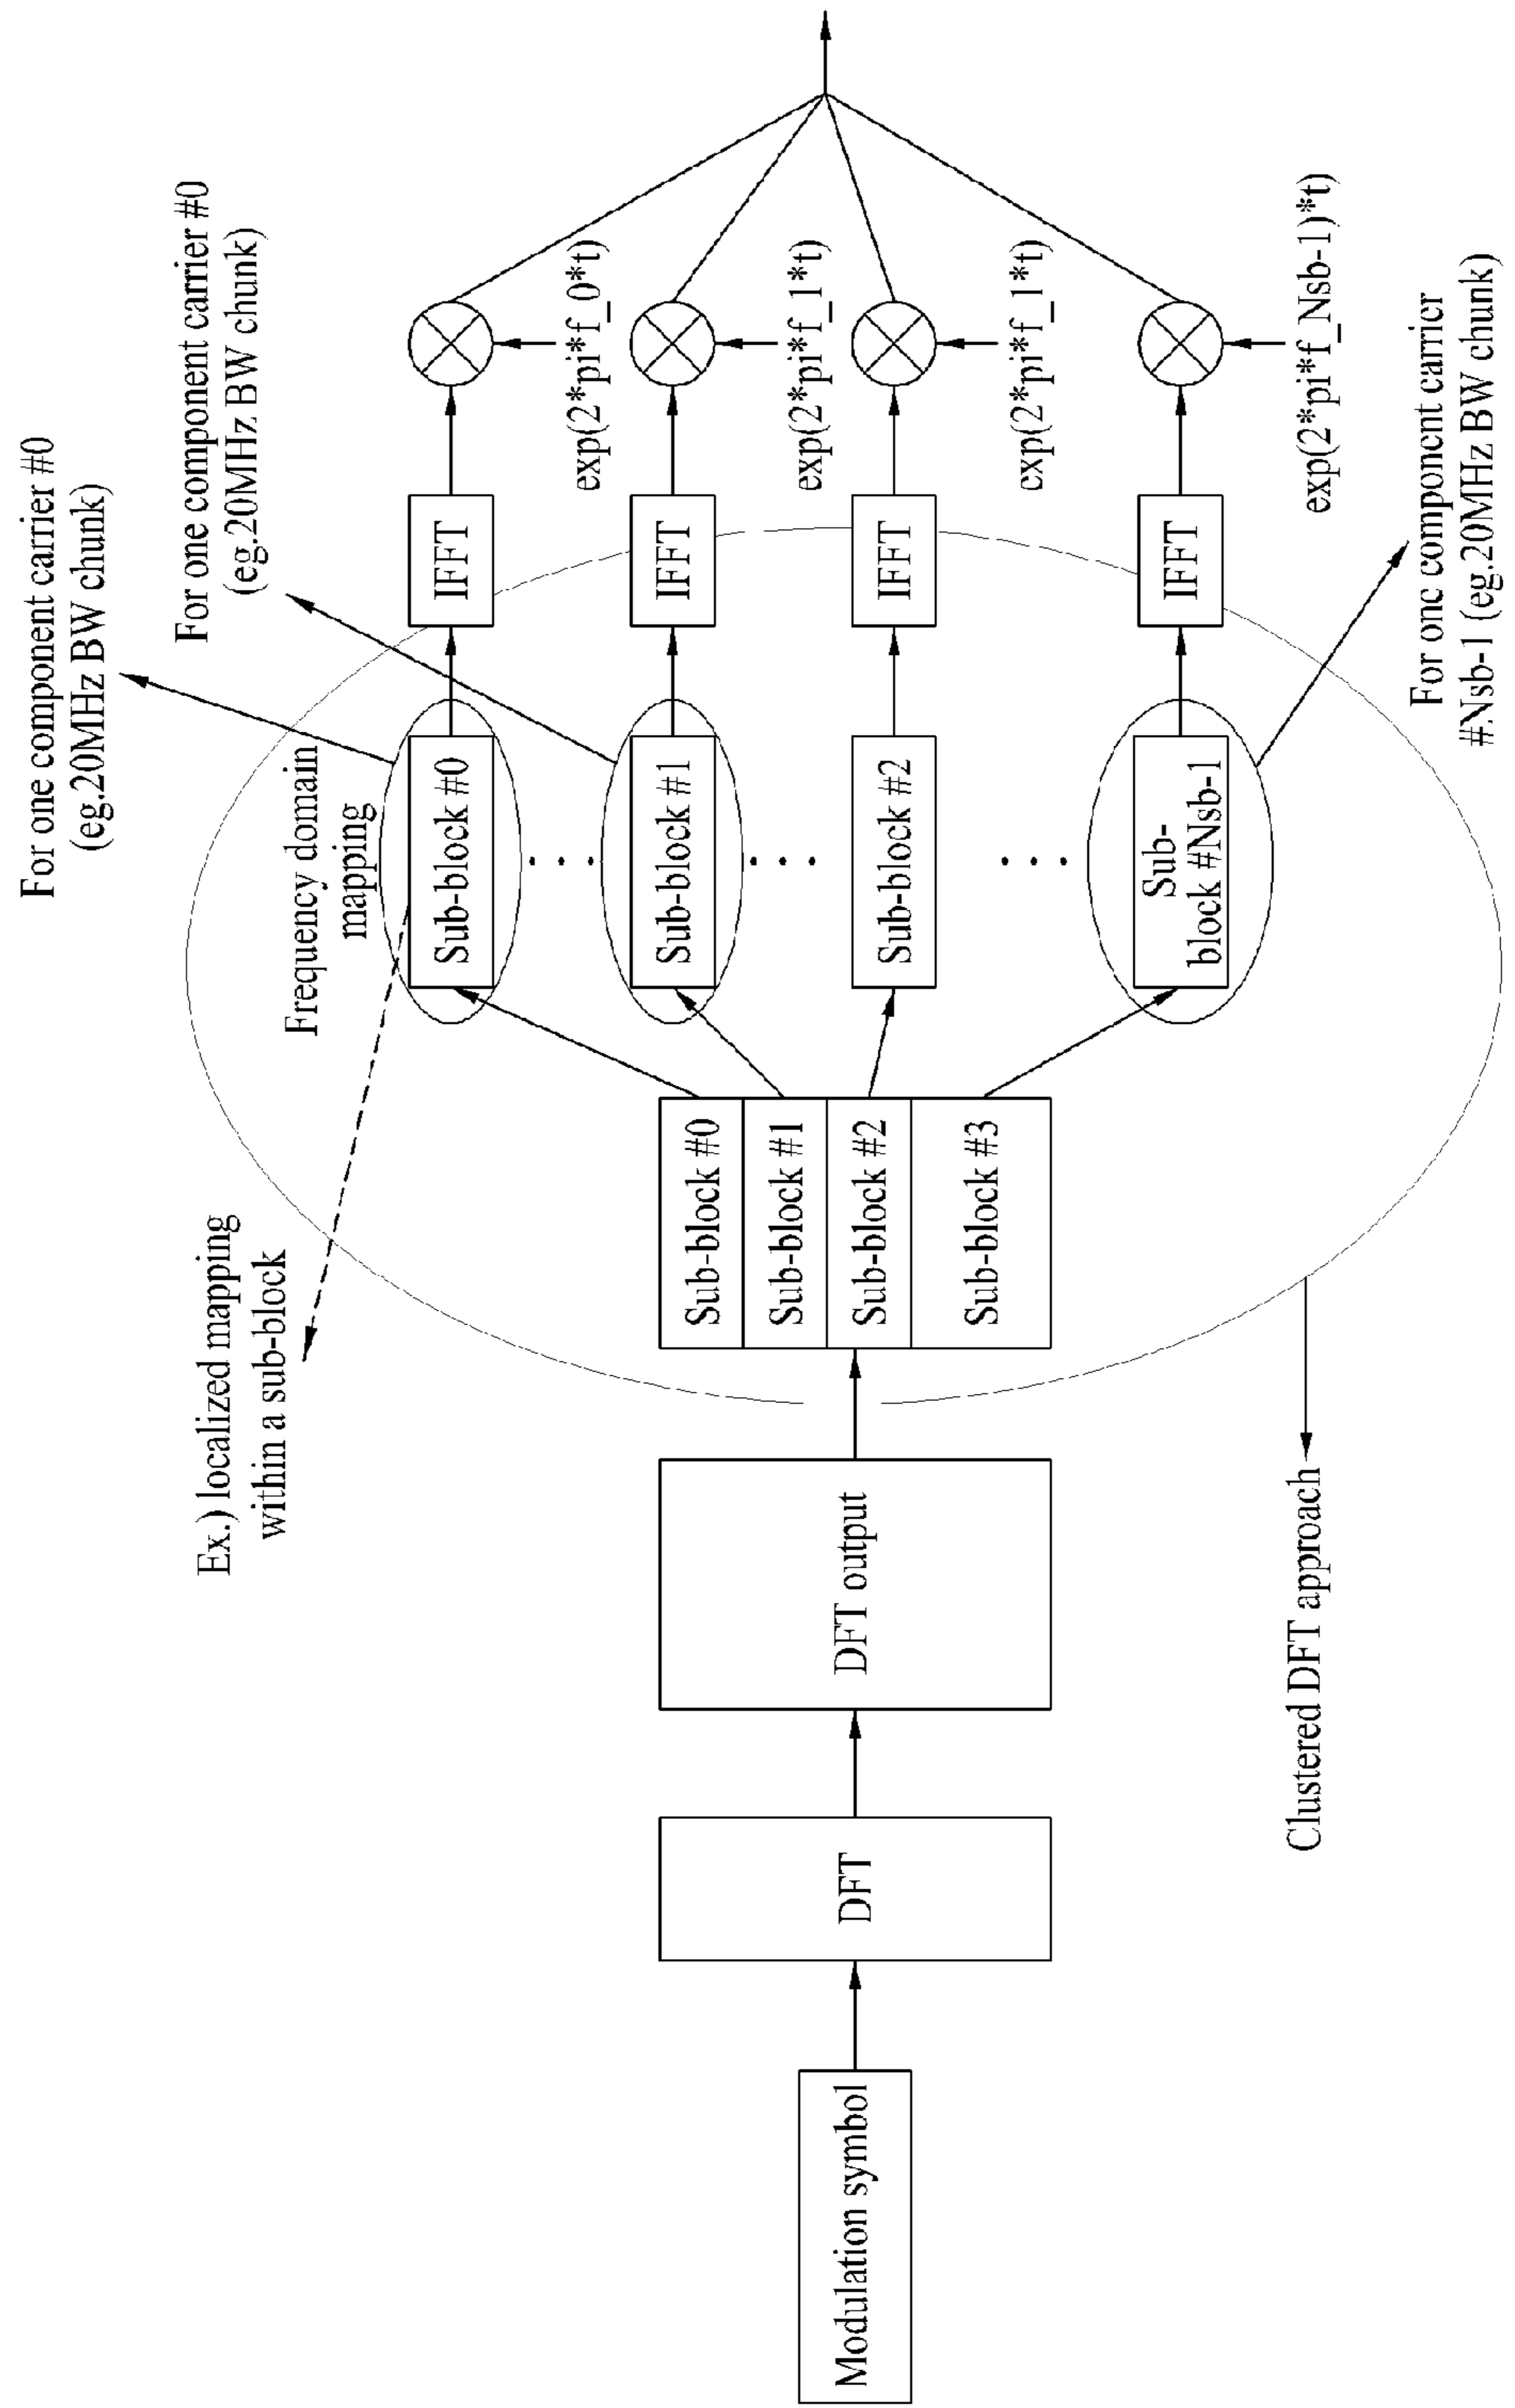 Modulation symbol
DFT
DFT output
Sub-block #0
Sub-block #1
Sub-block #2
Sub-block #3
Ex.) localized mapping
within a sub-block
Frequency domain
mapping
Sub-block #0
Sub-block #1
Sub-block #2
Sub-
block #Nsb-1
For one component carrier #0
(eg.20MHz BW chunk)
For one component carrier #0
(eg.20MHz BW chunk)
IFFT
IFFT
IFFT
IFFT
exp(2*pi*f_0*t)
exp(2*pi*f_1*t)
exp(2*pi*f_1*t)
exp(2*pi*f_Nsb-1)*t)
For one component carrier
#Nsb-1 (eg.20MHz BW chunk)
Clustered DFT approach